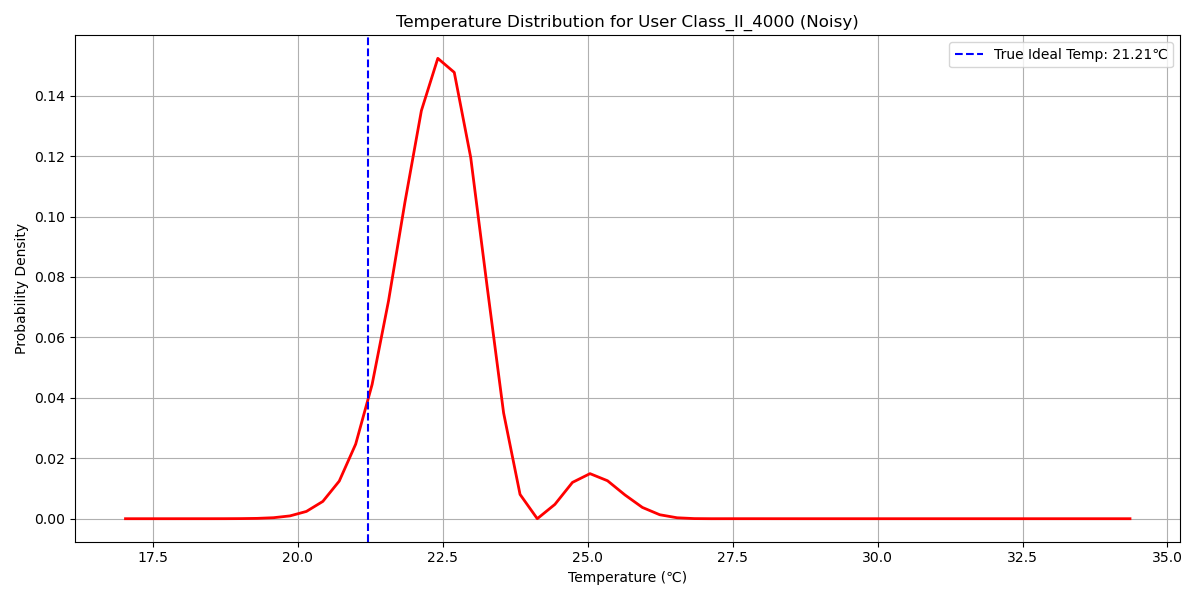 Temperature Distribution for User Class_II_4000 (Noisy)
True Ideal Temp: 21.21℃
Probability Density
0.14
0.12
0.10
0.08
0.06
0.04
0.02
0.00
17.5 20.0 22.5 25.0 27.5 30.0 32.5 35.0
Temperature (℃)